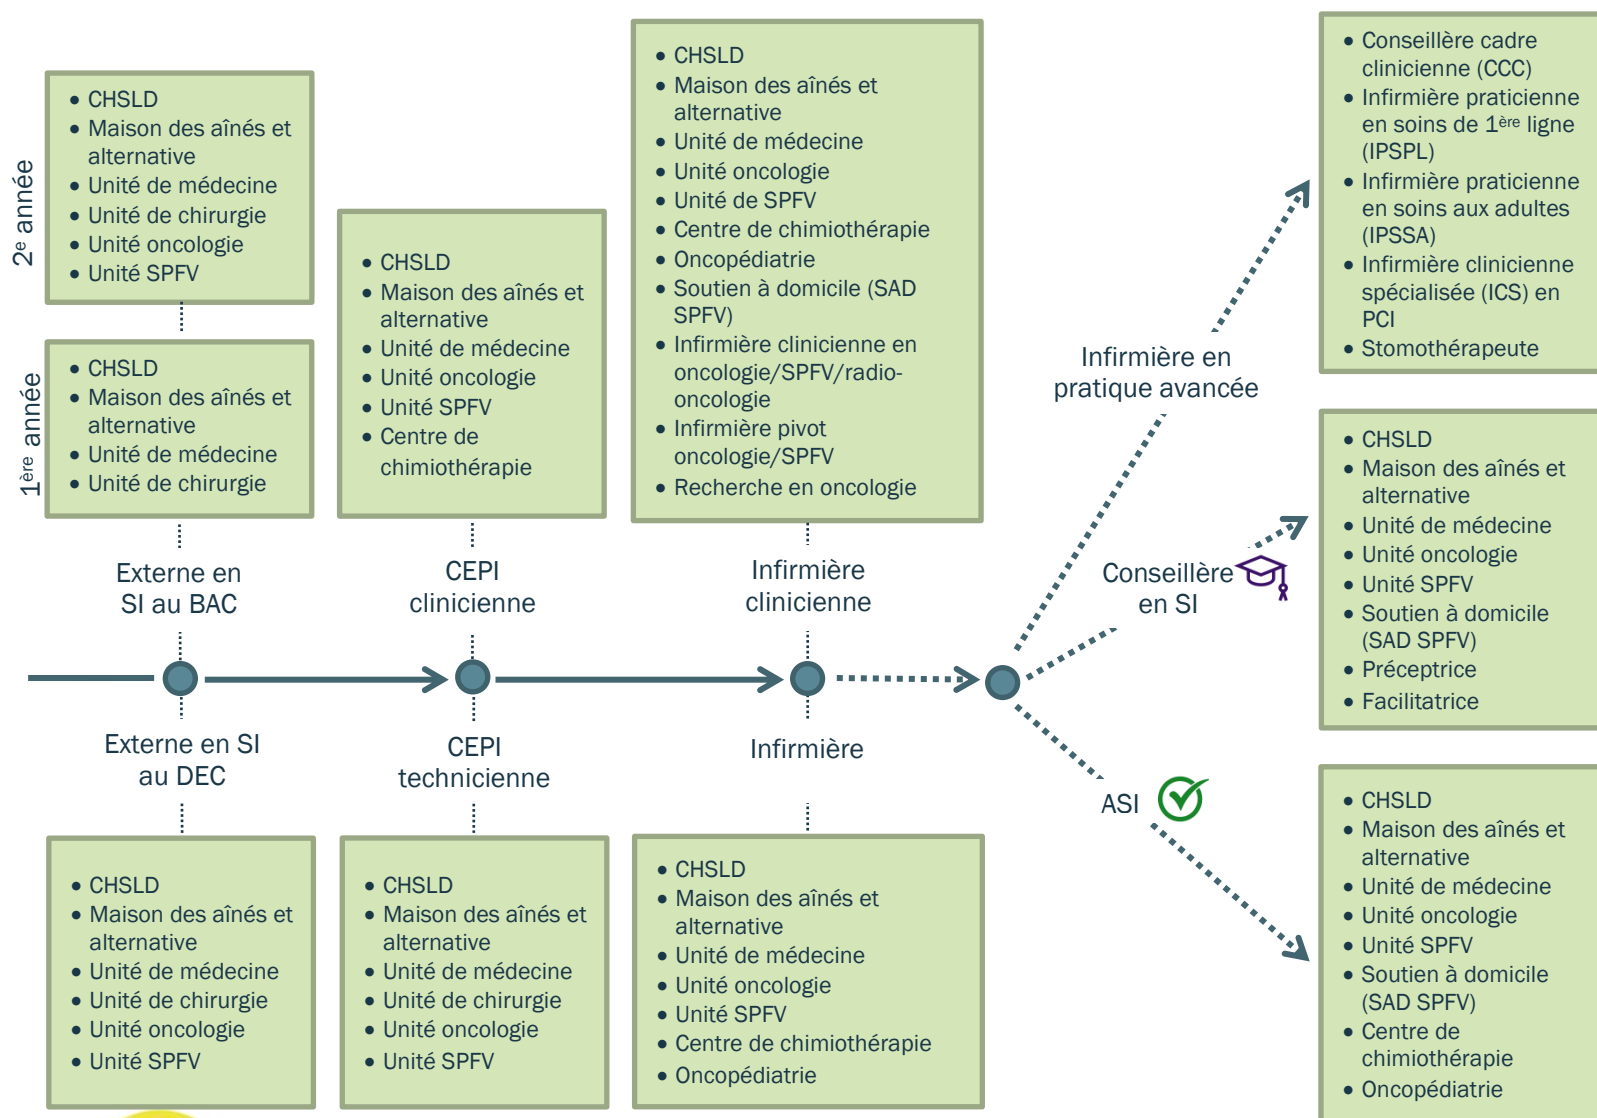 2e année
• CHSLD
• Maison des aînés et
alternative
• Unité de médecine
• Unité de chirurgie
• Unité oncologie
• Unité SPFV
1ère année
• CHSLD
• Maison des aînés et
alternative
• Unité de médecine
• Unité de chirurgie
Externe en
SI au BAC
• CHSLD
• Maison des aînés et
alternative
• Unité de médecine
• Unité oncologie
• Unité SPFV
• Centre de
chimiothérapie
CEPI
clinicienne
• CHSLD
• Maison des aînés et
alternative
• Unité de médecine
• Unité oncologie
• Unité de SPFV
• Centre de chimiothérapie
• Oncopédiatrie
• Soutien à domicile (SAD
SPFV)
• Infirmière clinicienne en
oncologie/SPFV/radio-
oncologie
• Infirmière pivot
oncologie/SPFV
• Recherche en oncologie
Infirmière
clinicienne
Externe en SI
au DEC
• CHSLD
• Maison des aînés et
alternative
• Unité de médecine
• Unité de chirurgie
• Unité oncologie
• Unité SPFV
CEPI
technicienne
• CHSLD
• Maison des aînés et
alternative
• Unité de médecine
• Unité de chirurgie
• Unité oncologie
• Unité SPFV
Infirmière
• CHSLD
• Maison des aînés et
alternative
• Unité de médecine
• Unité oncologie
• Unité SPFV
• Centre de chimiothérapie
• Oncopédiatrie
Infirmière en
pratique avancée
• Conseillère cadre
clinicienne (CCC)
• Infirmière praticienne
en soins de 1ère ligne
(IPSPL)
• Infirmière praticienne
en soins aux adultes
(IPSSA)
• Infirmière clinicienne
spécialisée (ICS) en
PCI
• Stomothérapeute
Conseillère
en SI
• CHSLD
• Maison des aînés et
alternative
• Unité de médecine
• Unité oncologie
• Unité SPFV
• Soutien à domicile
(SAD SPFV)
• Préceptrice
• Facilitatrice
ASI
• CHSLD
• Maison des aînés et
alternative
• Unité de médecine
• Unité oncologie
• Unité SPFV
• Soutien à domicile
(SAD SPFV)
• Centre de
chimiothérapie
• Oncopédiatrie